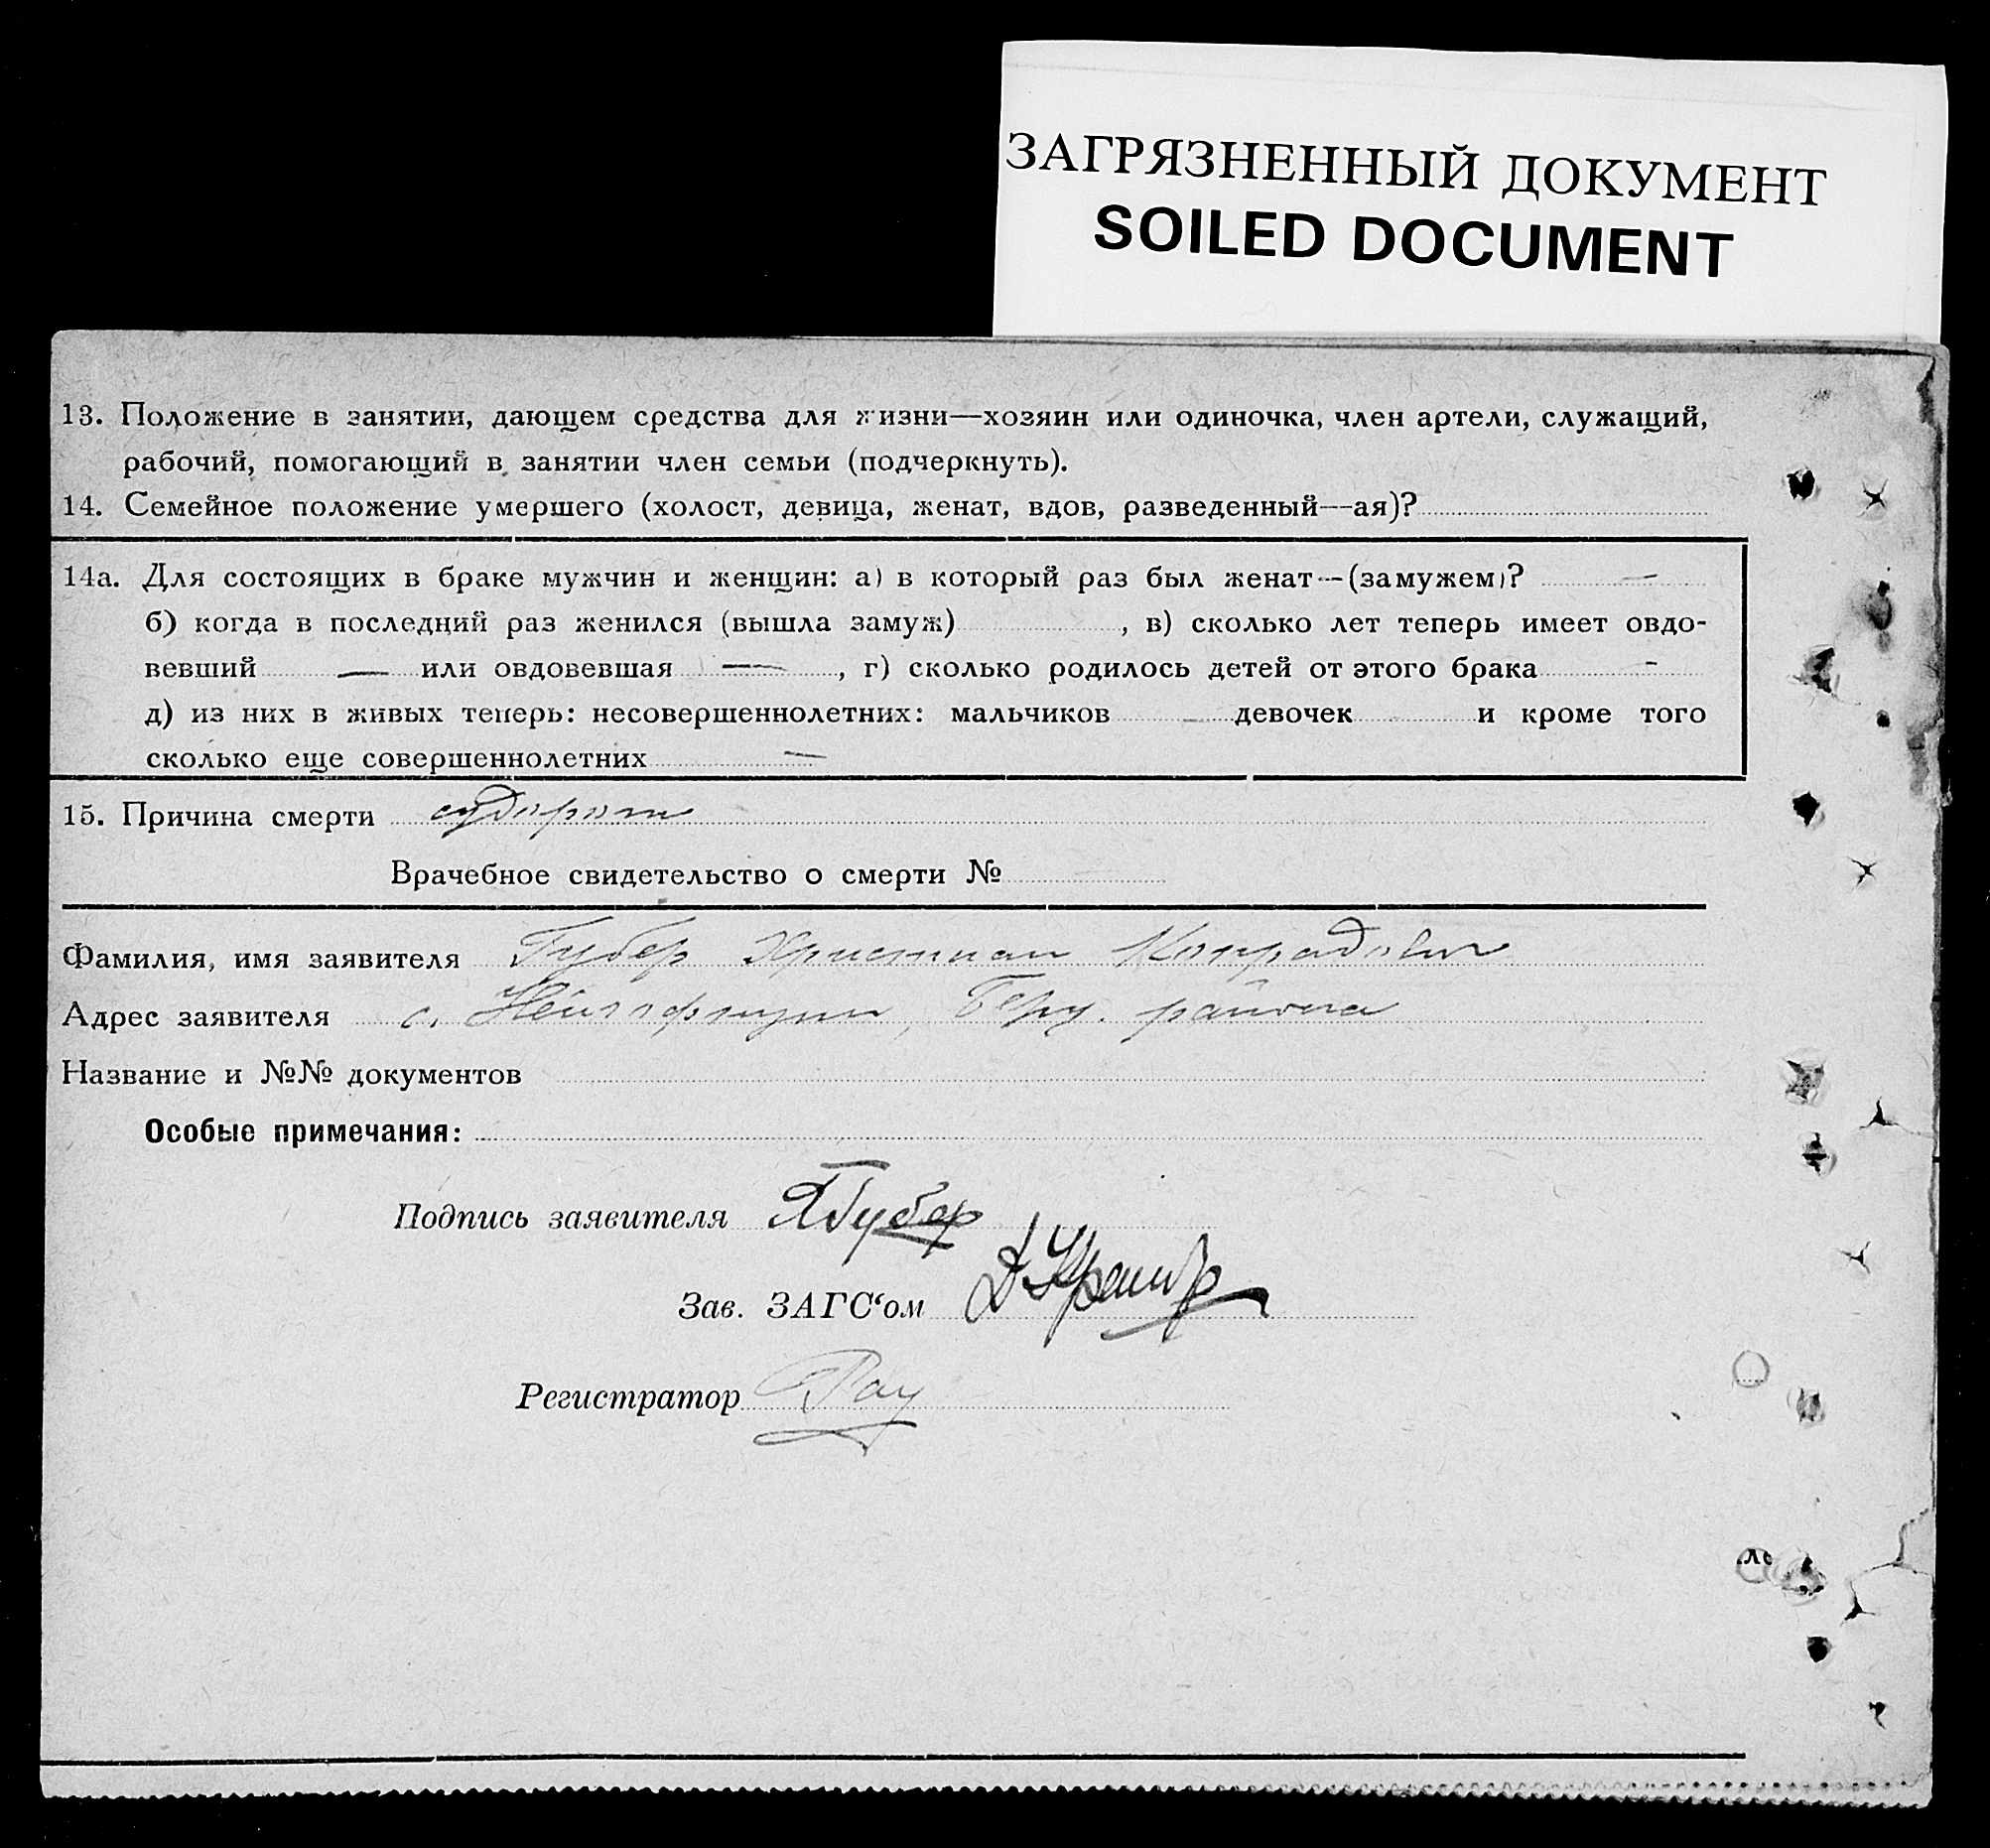 ЗАГРЯЗНЕННЫЙ ДОКУМЕНТ
SOILED DOCUMENT
13. Положение в занятии, дающем средства для жизни—хозяин или одиночка, член артели, служащий,
рабочий, помогающий в занятии член семьи (подчеркнуть).
14. Семейное положение умершего (холост, девица, женат, вдов, разведенный—ая)?
14а. Для состоящих в браке мужчин и женщин: а) в который раз был женат—(замужем)? —
б) когда в последний раз женился (вышла замуж) , в) сколько лет теперь имеет овдо-
вевший — или овдовевшая — , г) сколько родилось детей от этого брака -
д) из них в живых теперь: несовершеннолетних: мальчиков — девочек и кроме того
сколько еще совершеннолетних —
15. Причина смерти судороги
Врачебное свидетельство о смерти №
Фамилия, имя заявителя Губер Христиан Конрадович
Адрес заявителя с. , района
Название и №№ документов
Особые примечания:
Подпись заявителя Губер
Зав. ЗАГС‘ом
Регистратор Рау